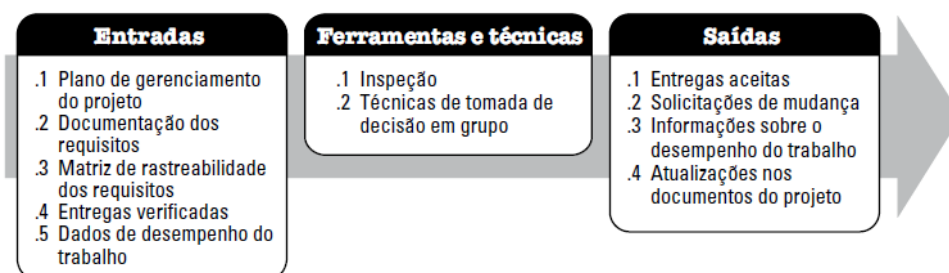 Entradas
.1 Plano de gerenciamento
do projeto
.2 Documentação dos
requisitos
.3 Matriz de rastreabilidade
dos requisitos
.4 Entregas verificadas
.5 Dados de desempenho do
trabalho
Ferramentas e técnicas
.1 Inspeção
.2 Técnicas de tomada de
decisão em grupo
Saídas
.1 Entregas aceitas
.2 Solicitações de mudança
.3 Informações sobre o
desempenho do trabalho
.4 Atualizações nos
documentos do projeto